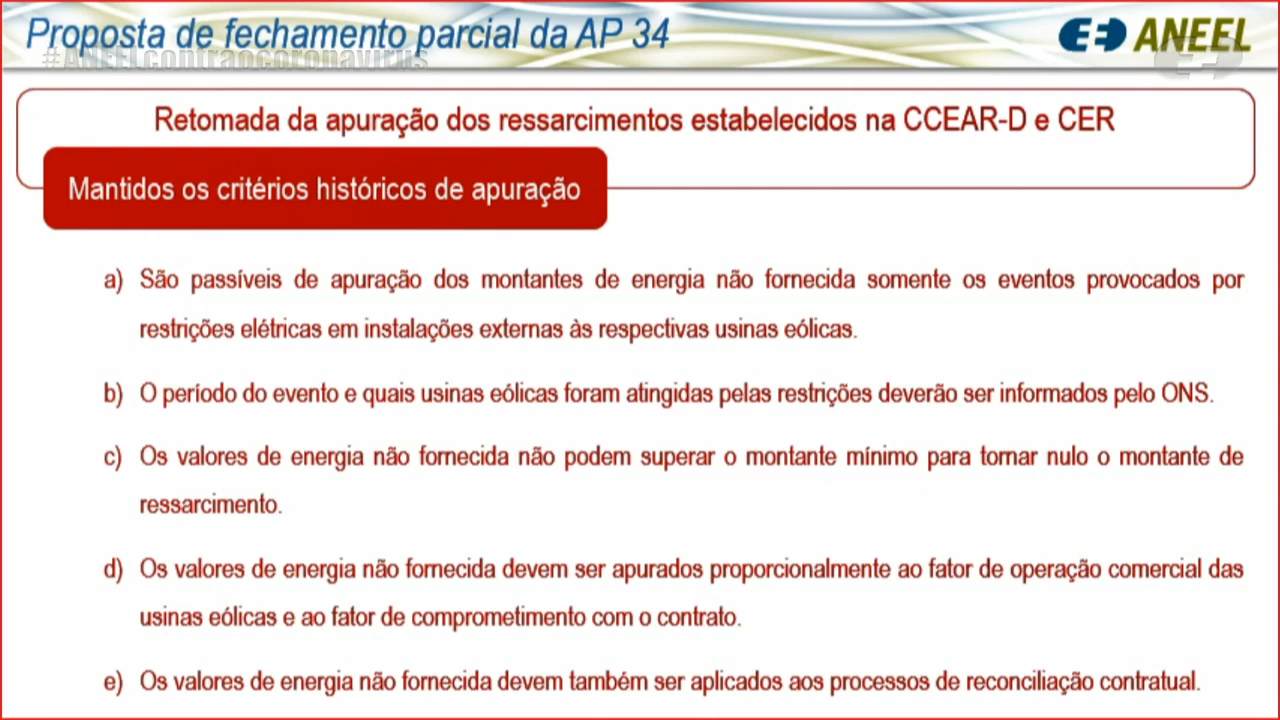 Proposta de fechamento parcial da AP 34
ANEEL
#ANEELcontraocoronavirus
Retomada da apuração dos ressarcimentos estabelecidos na CCEAR-D e CER
Mantidos os critérios históricos de apuração
a) São passíveis de apuração dos montantes de energia não fornecida somente os eventos provocados por
restrições elétricas em instalações externas às respectivas usinas eólicas.
b) O período do evento e quais usinas eólicas foram atingidas pelas restrições deverão ser informados pelo ONS.
c) Os valores de energia não fornecida não podem superar o montante mínimo para tornar nulo o montante de
ressarcimento.
d) Os valores de energia não fornecida devem ser apurados proporcionalmente ao fator de operação comercial das
usinas eólicas e ao fator de comprometimento com o contrato.
e) Os valores de energia não fornecida devem também ser aplicados aos processos de reconciliação contratual.